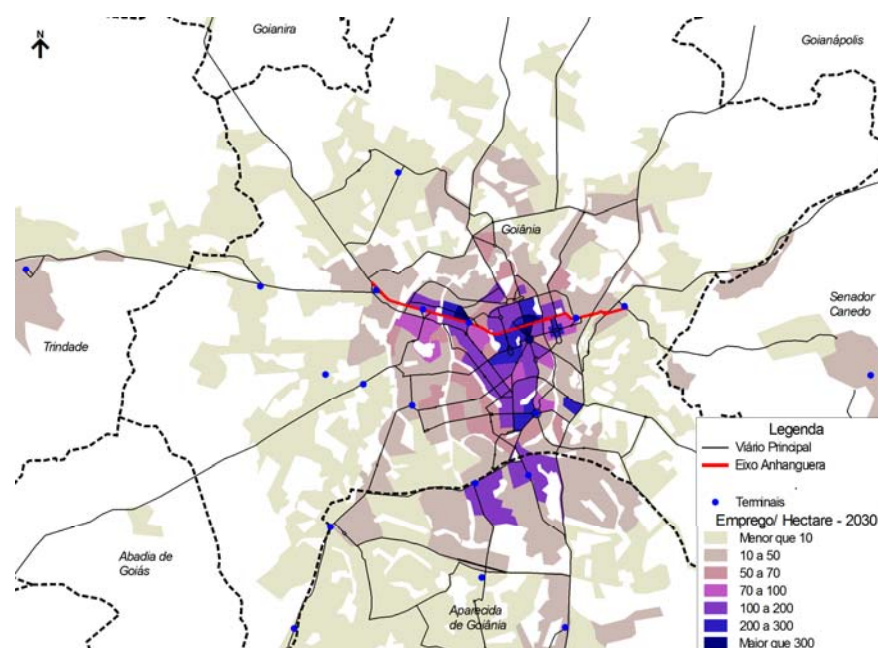 Goianira
Goianápolis
N
Goiânia
Senador
Canedo
Trindade
Abadia de
Goiás
Aparecida
de Goiânia
Legenda
Viário Principal
Eixo Anhanguera
Terminais
Emprego/ Hectare - 2030
Menor que 10
10 a 50
50 a 70
70 a 100
100 a 200
200 a 300
Maior que 300